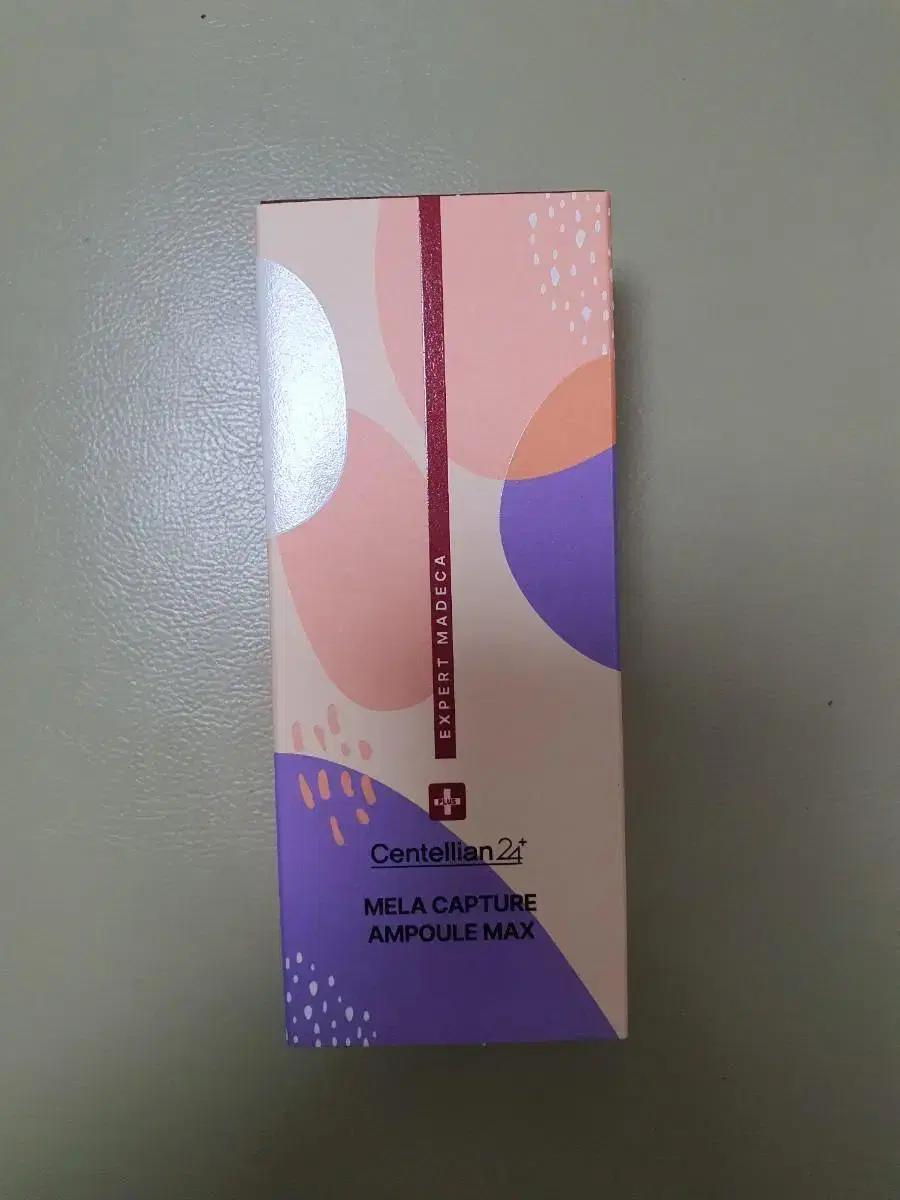 EXPERT MADECA
PLUS
Centellian24+
MELA CAPTURE
AMPOULE MAX